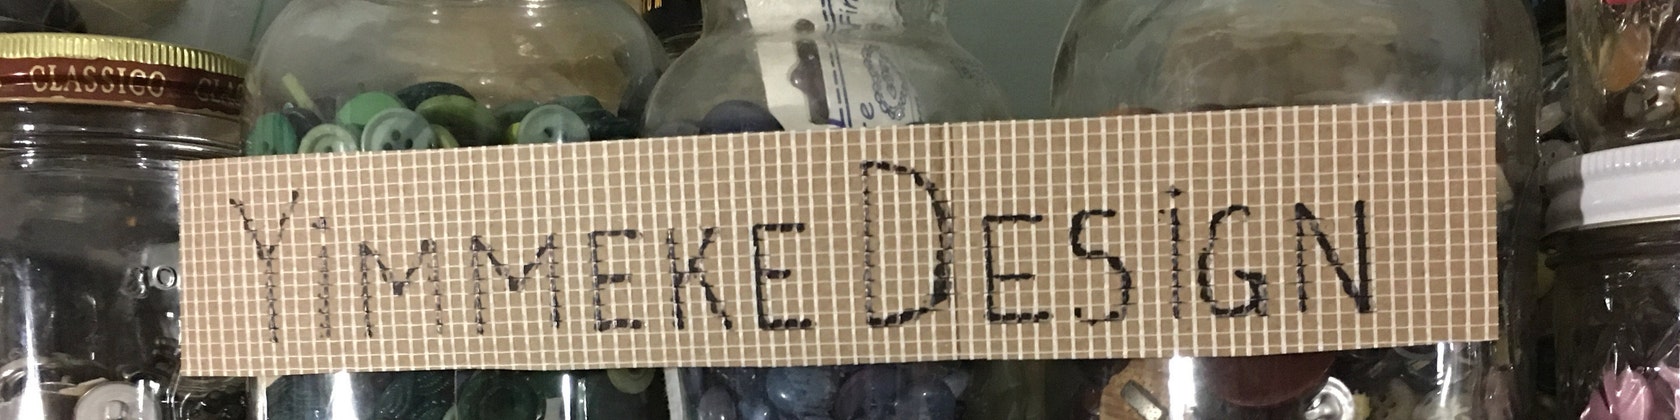 CLASSICO
YiMMEKE DESiGN